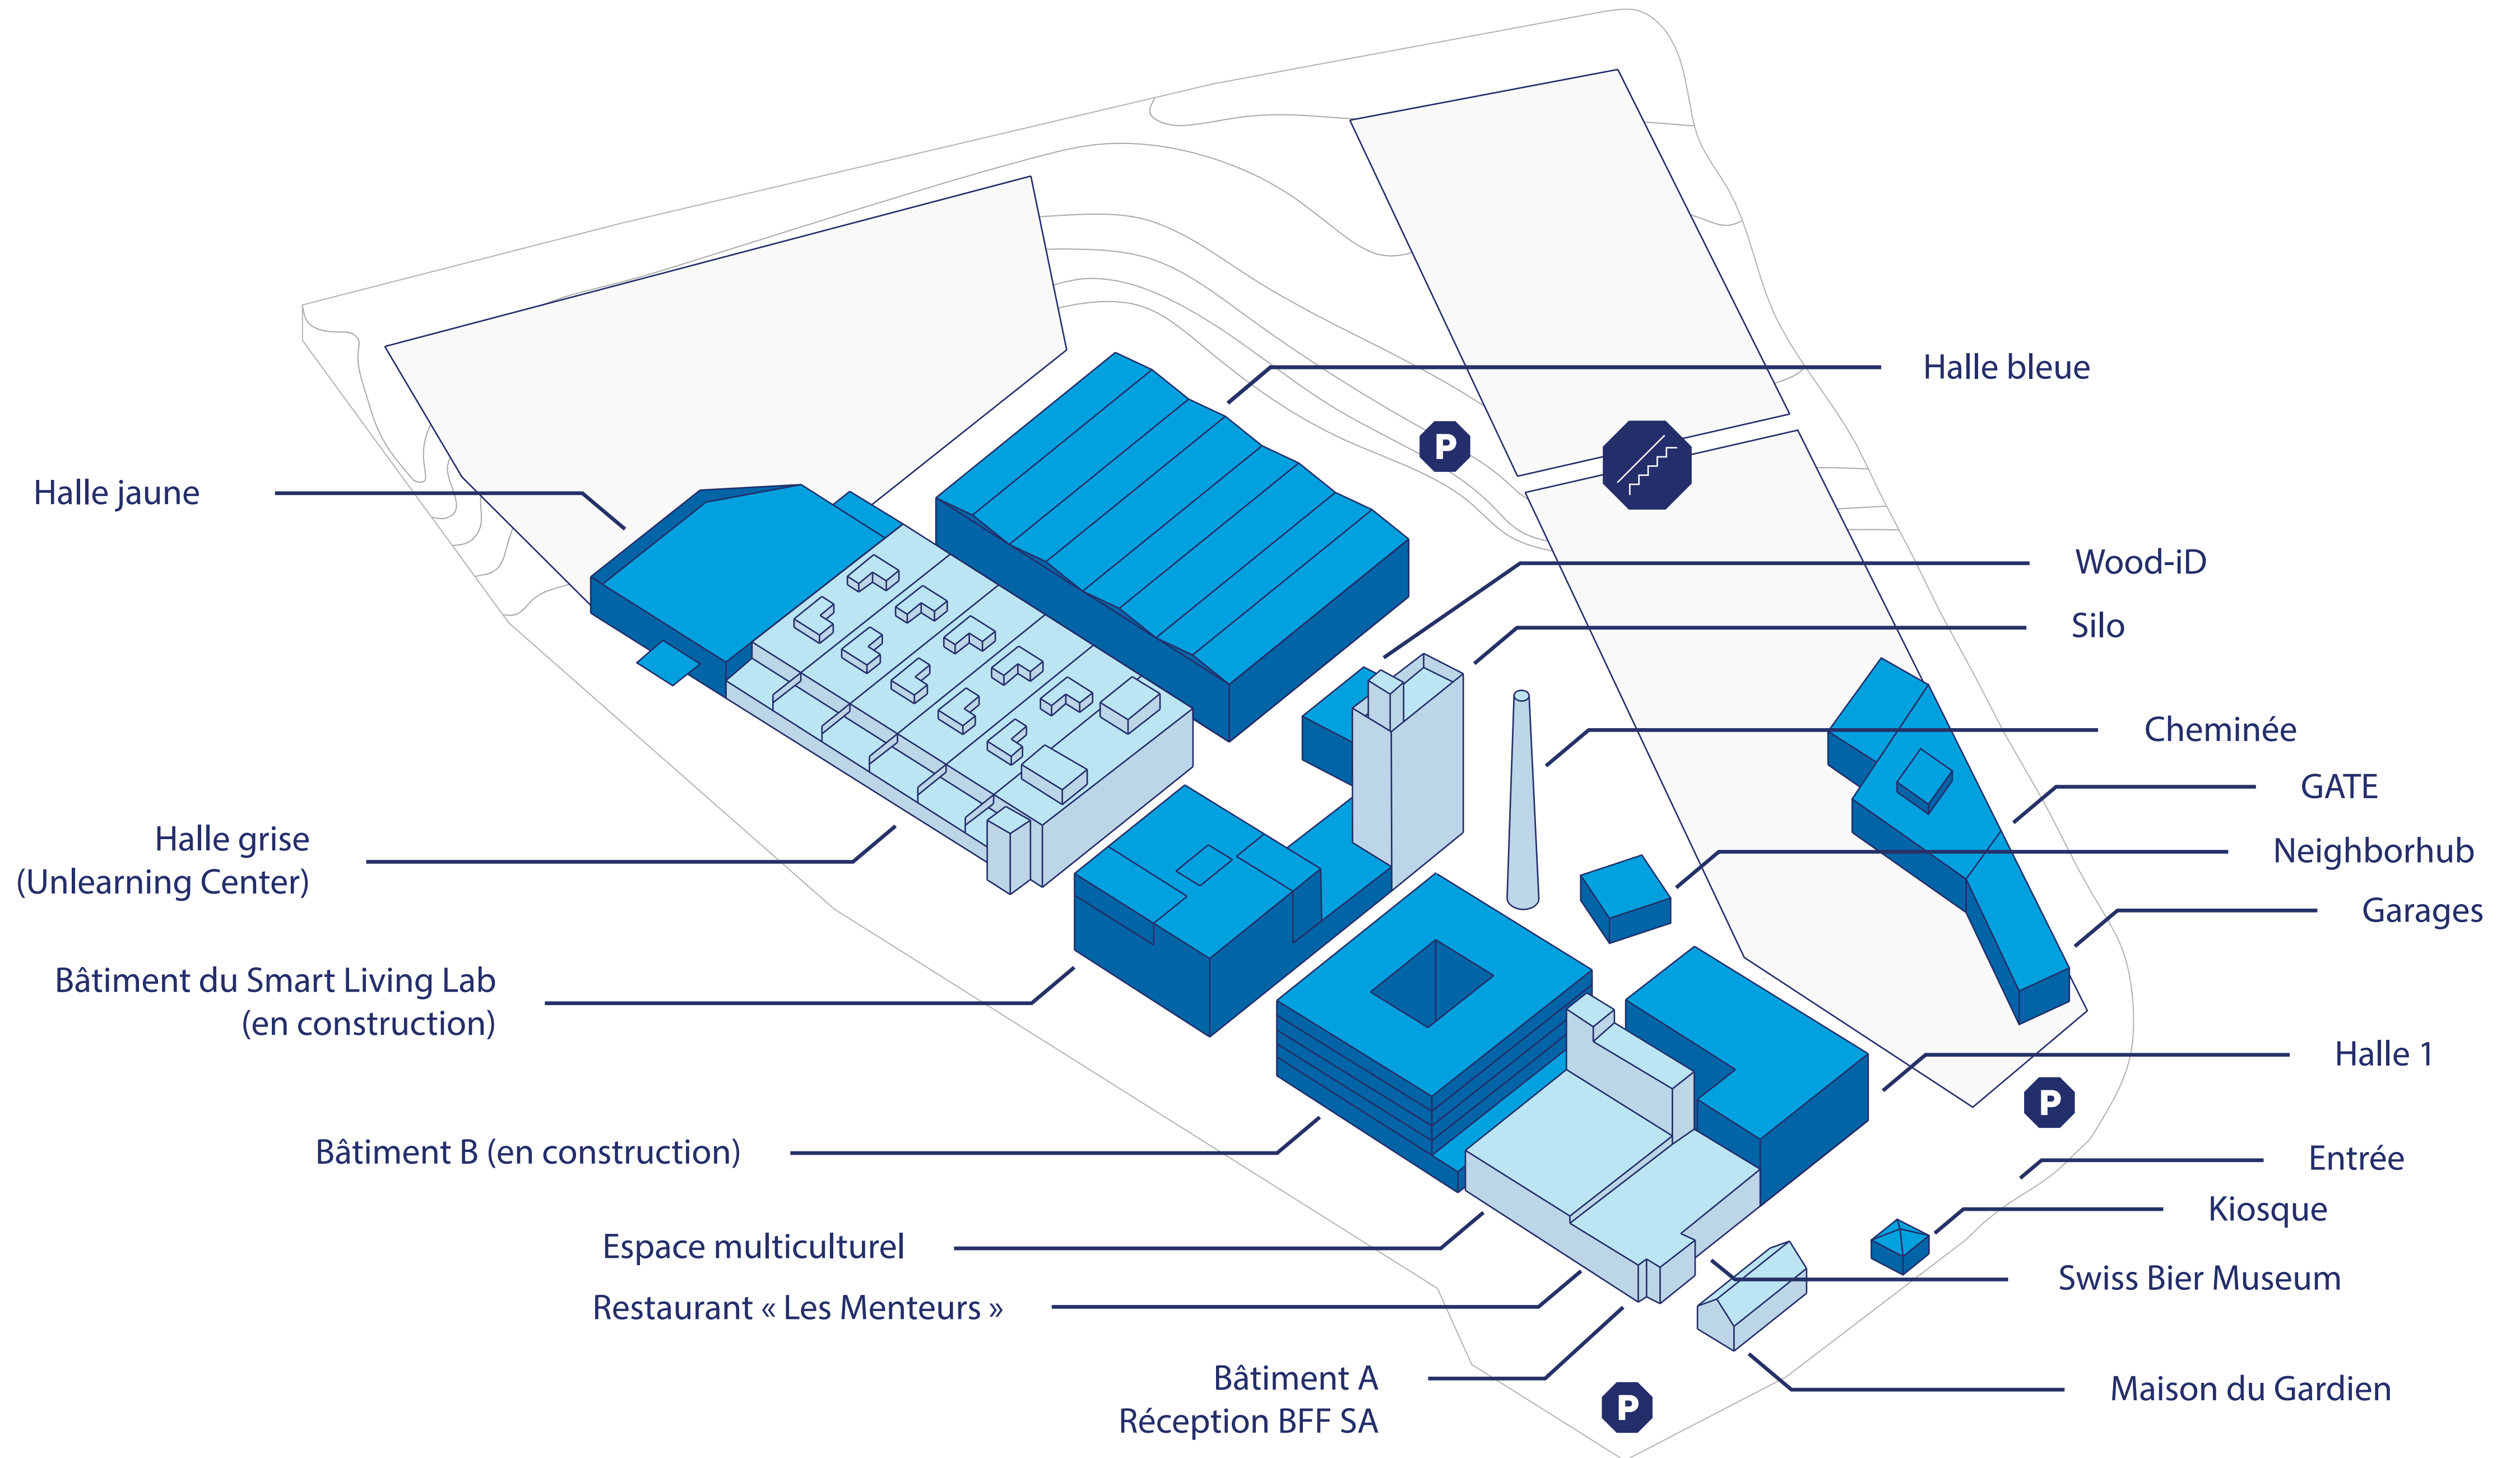 Halle bleue
P
Halle jaune
Wood-iD
Silo
Cheminée
GATE
Halle grise
(Unlearning Center)
Neighborhub
Garages
Bâtiment du Smart Living Lab
(en construction)
Halle 1
P
Bâtiment B (en construction)
Entrée
Kiosque
Espace multiculturel
Swiss Bier Museum
Restaurant « Les Menteurs »
Bâtiment A
Réception BFF SA
Maison du Gardien
P